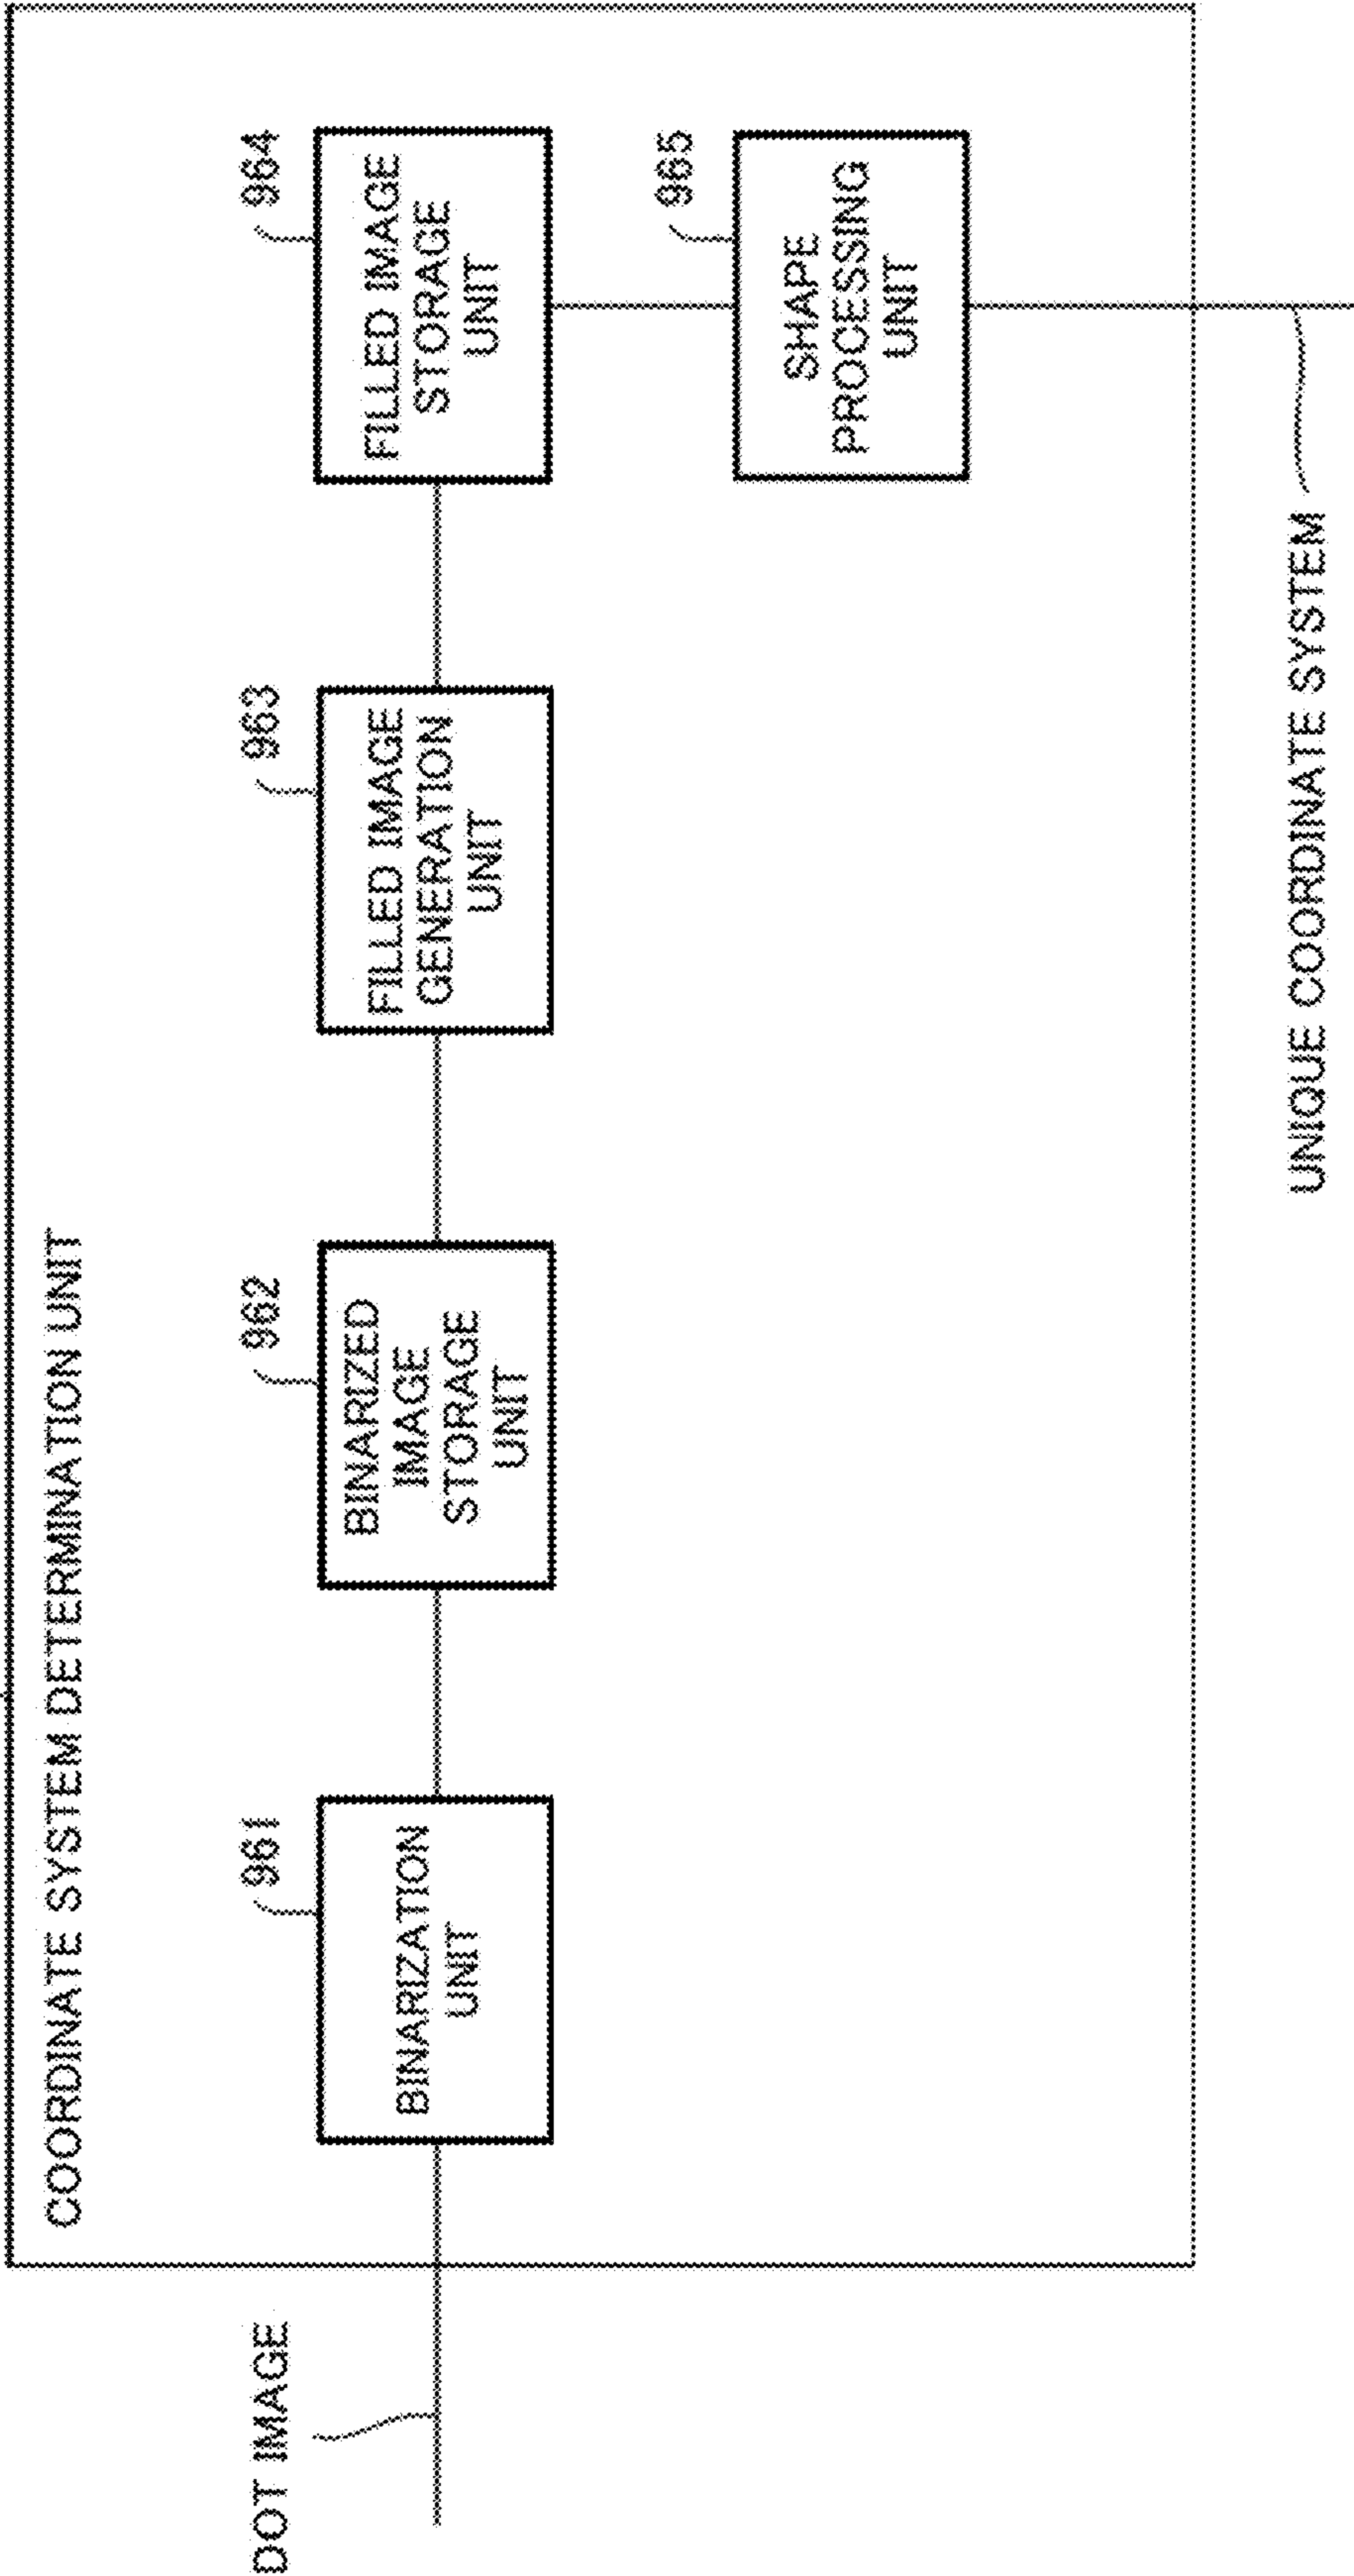 COORDINATE SYSTEM DETERMINATION UNIT
DOT IMAGE
961
BINARIZATION
UNIT
962
BINARIZED
IMAGE
STORAGE
UNIT
963
FILLED IMAGE
GENERATION
UNIT
964
FILLED IMAGE
STORAGE
UNIT
965
SHAPE
PROCESSING
UNIT
UNIQUE COORDINATE SYSTEM